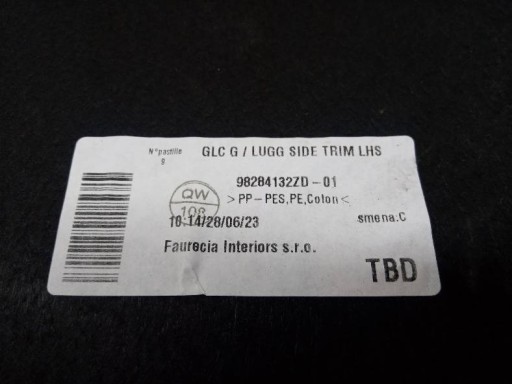 N°pastille
9
GLC G / LUGG SIDE TRIM LHS
98284132ZD-01
QW
108
>PP-PES,PE,Coton<
10:14/28/06/23
smena:C
Faurecia Interiors s.r.o.
TBD